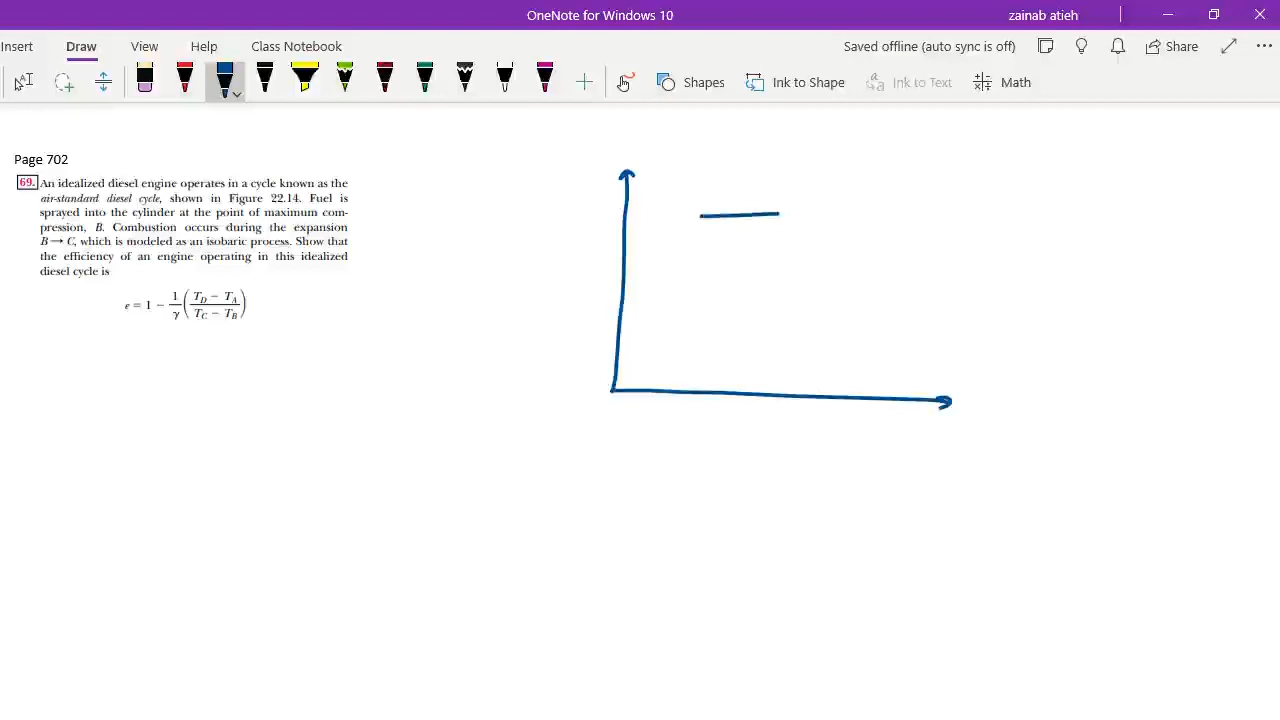 OneNote for Windows 10
zainab atieh
Insert Draw View Help Class Notebook
Saved offline (auto sync is off)
Share
Shapes
Ink to Shape
Ink to Text
Math
Page 702
69. An idealized diesel engine operates in a cycle known as the
air-standard diesel cycle, shown in Figure 22.14. Fuel is
sprayed into the cylinder at the point of maximum com-
pression, B. Combustion occurs during the expansion
B → C, which is modeled as an isobaric process. Show that
the efficiency of an engine operating in this idealized
diesel cycle is
e = 1 − 1/γ ( (T_D − T_A) / (T_C − T_B) )